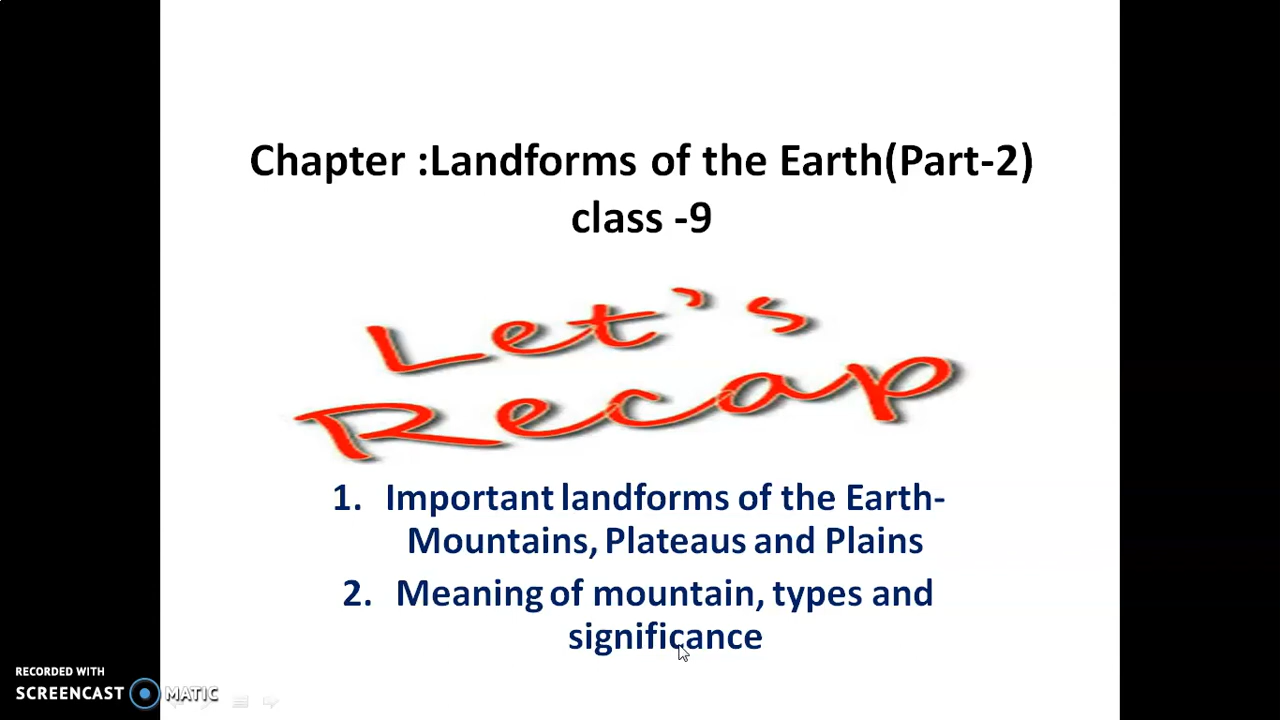 Chapter :Landforms of the Earth(Part-2)
class -9
Let's
Recap
1. Important landforms of the Earth-
Mountains, Plateaus and Plains
2. Meaning of mountain, types and
significance
RECORDED WITH
SCREENCAST MATIC